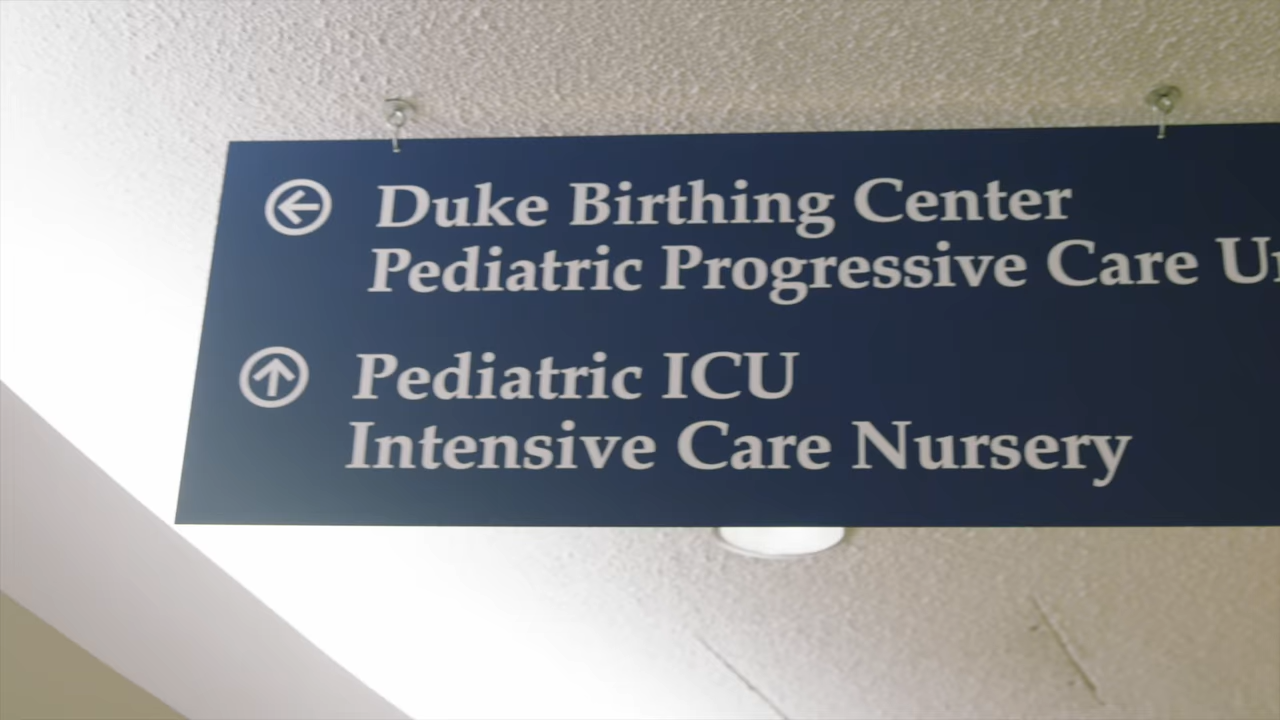 Duke Birthing Center
Pediatric Progressive Care
Pediatric ICU
Intensive Care Nursery